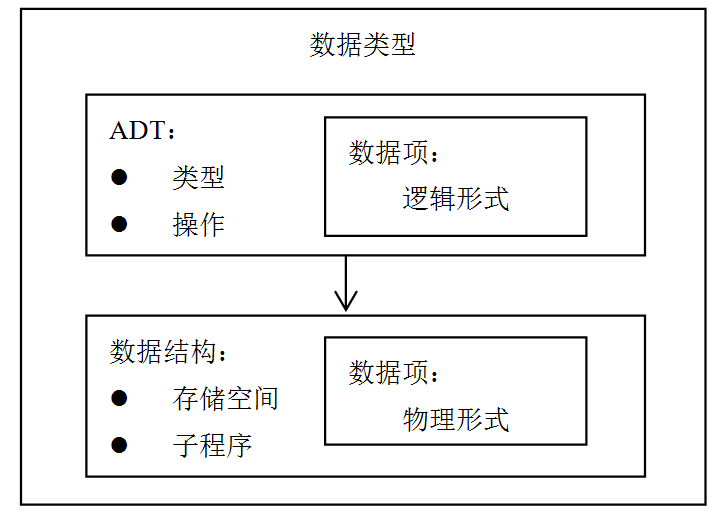 数据类型
ADT：
● 类型
● 操作
数据项：
逻辑形式
数据结构：
● 存储空间
● 子程序
数据项：
物理形式